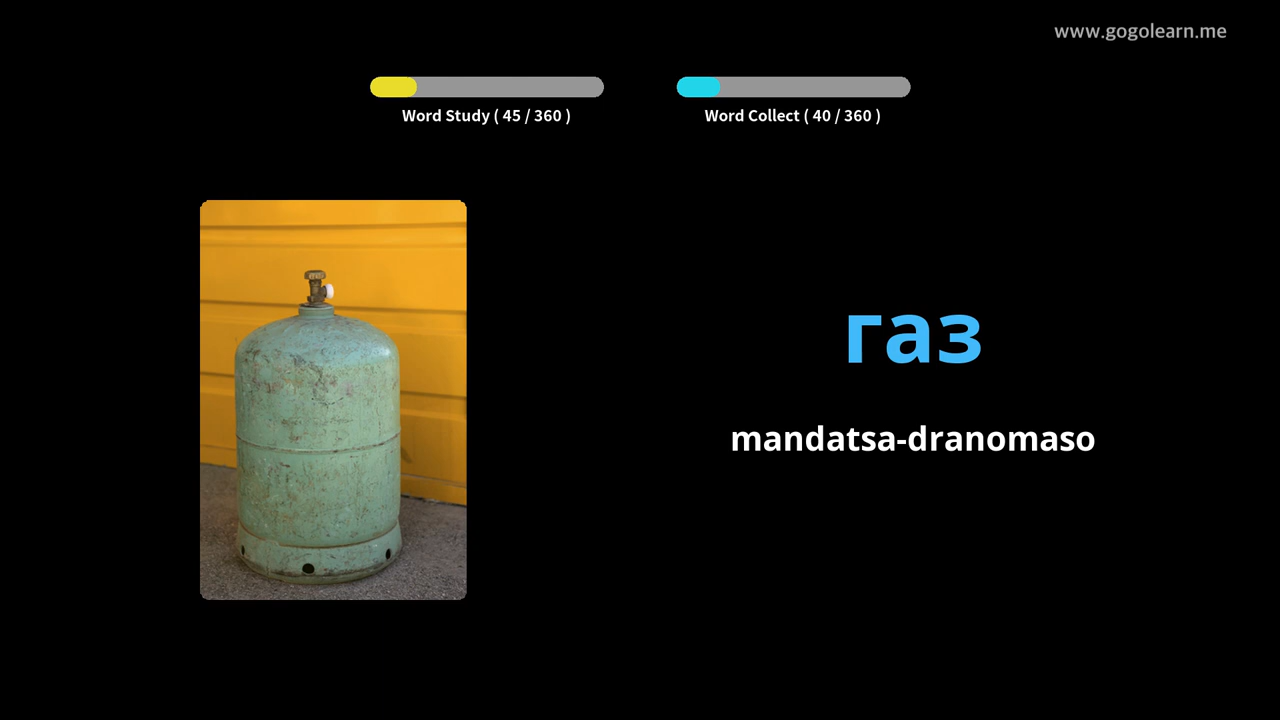 www.gogolearn.me
Word Study ( 45 / 360 )
Word Collect ( 40 / 360 )
газ
mandatsa-dranomaso